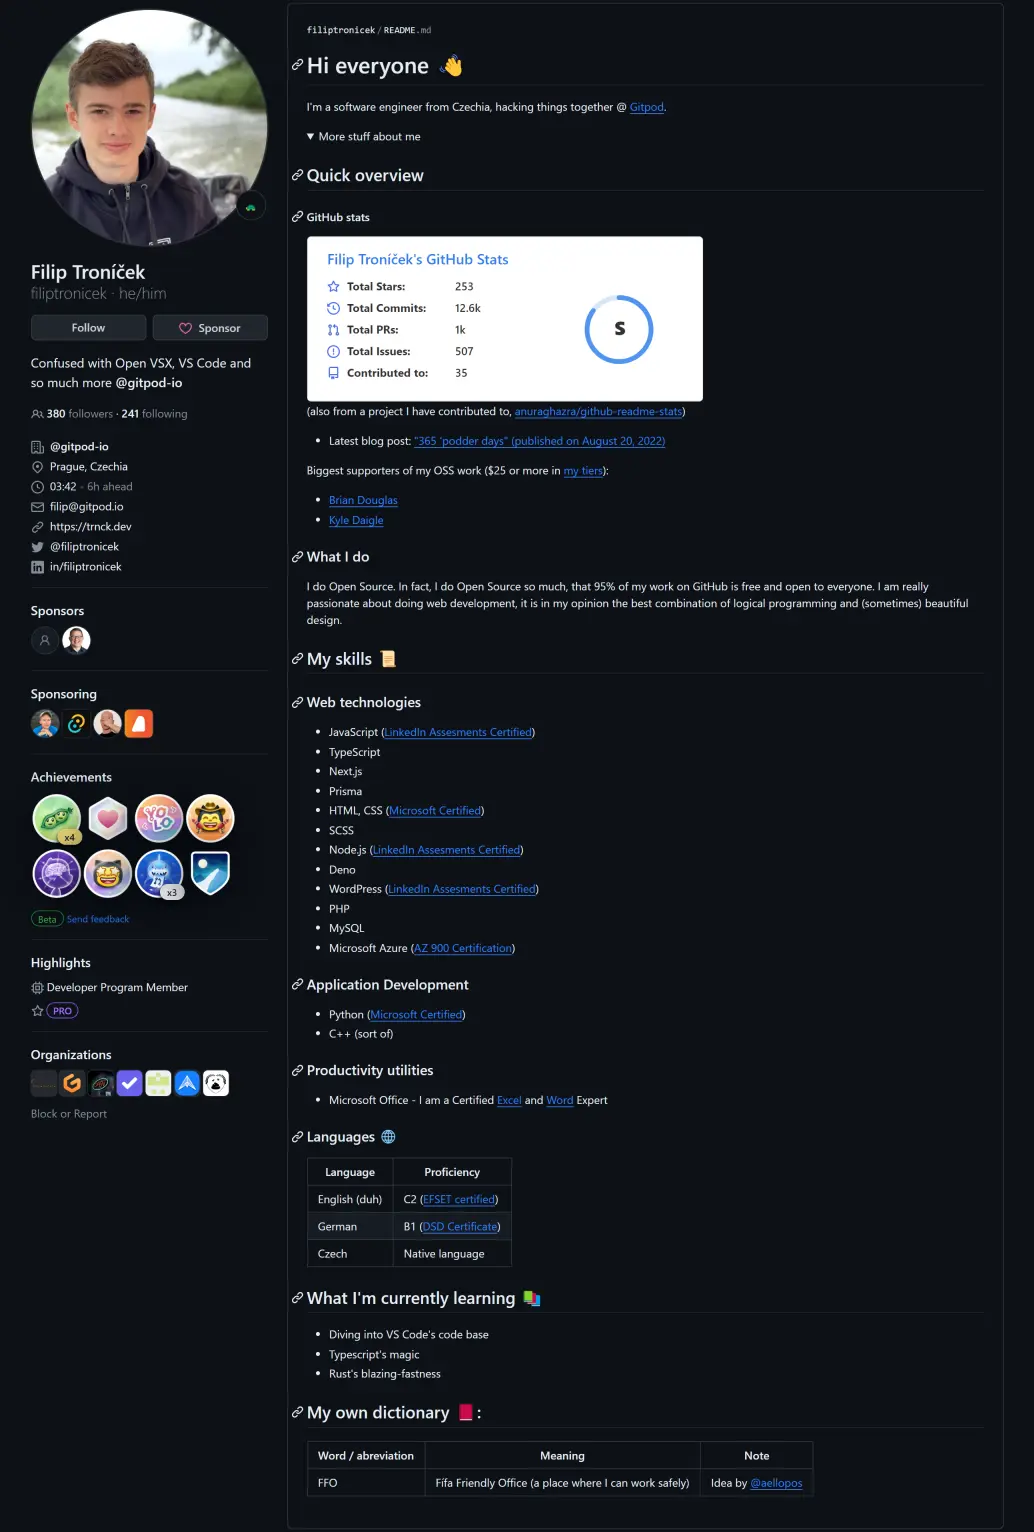 Filip Troníček
filiptronicek · he/him
Follow
Sponsor
Confused with Open VSX, VS Code and
so much more @gitpod-io
380 followers · 241 following
@gitpod-io
Prague, Czechia
03:42 - 6h ahead
filip@gitpod.io
https://trnck.dev
@filiptronicek
in/filiptronicek
Sponsors
Sponsoring
Achievements
x4
YOLO
x3
Beta Send feedback
Highlights
Developer Program Member
PRO
Organizations
Block or Report
filiptronicek/README.md
Hi everyone 👋
I'm a software engineer from Czechia, hacking things together @ Gitpod.
▼ More stuff about me
Quick overview
GitHub stats
Filip Troníček's GitHub Stats
Total Stars: 253
Total Commits: 12.6k
Total PRs: 1k
Total Issues: 507
Contributed to: 35
S
(also from a project I have contributed to, anuraghazra/github-readme-stats)
• Latest blog post: "365 'podder days" (published on August 20, 2022)
Biggest supporters of my OSS work ($25 or more in my tiers):
• Brian Douglas
• Kyle Daigle
What I do
I do Open Source. In fact, I do Open Source so much, that 95% of my work on GitHub is free and open to everyone. I am really
passionate about doing web development, it is in my opinion the best combination of logical programming and (sometimes) beautiful
design.
My skills 📜
Web technologies
• JavaScript (LinkedIn Assesments Certified)
• TypeScript
• Next.js
• Prisma
• HTML, CSS (Microsoft Certified)
• SCSS
• Node.js (LinkedIn Assesments Certified)
• Deno
• WordPress (LinkedIn Assesments Certified)
• PHP
• MySQL
• Microsoft Azure (AZ 900 Certification)
Application Development
• Python (Microsoft Certified)
• C++ (sort of)
Productivity utilities
• Microsoft Office - I am a Certified Excel and Word Expert
Languages 🌐
Language Proficiency
English (duh) C2 (EFSET certified)
German B1 (DSD Certificate)
Czech Native language
What I'm currently learning 📚
• Diving into VS Code's code base
• Typescript's magic
• Rust's blazing-fastness
My own dictionary 📕:
Word / abreviation Meaning Note
FFO Fífa Friendly Office (a place where I can work safely) Idea by @aellopos